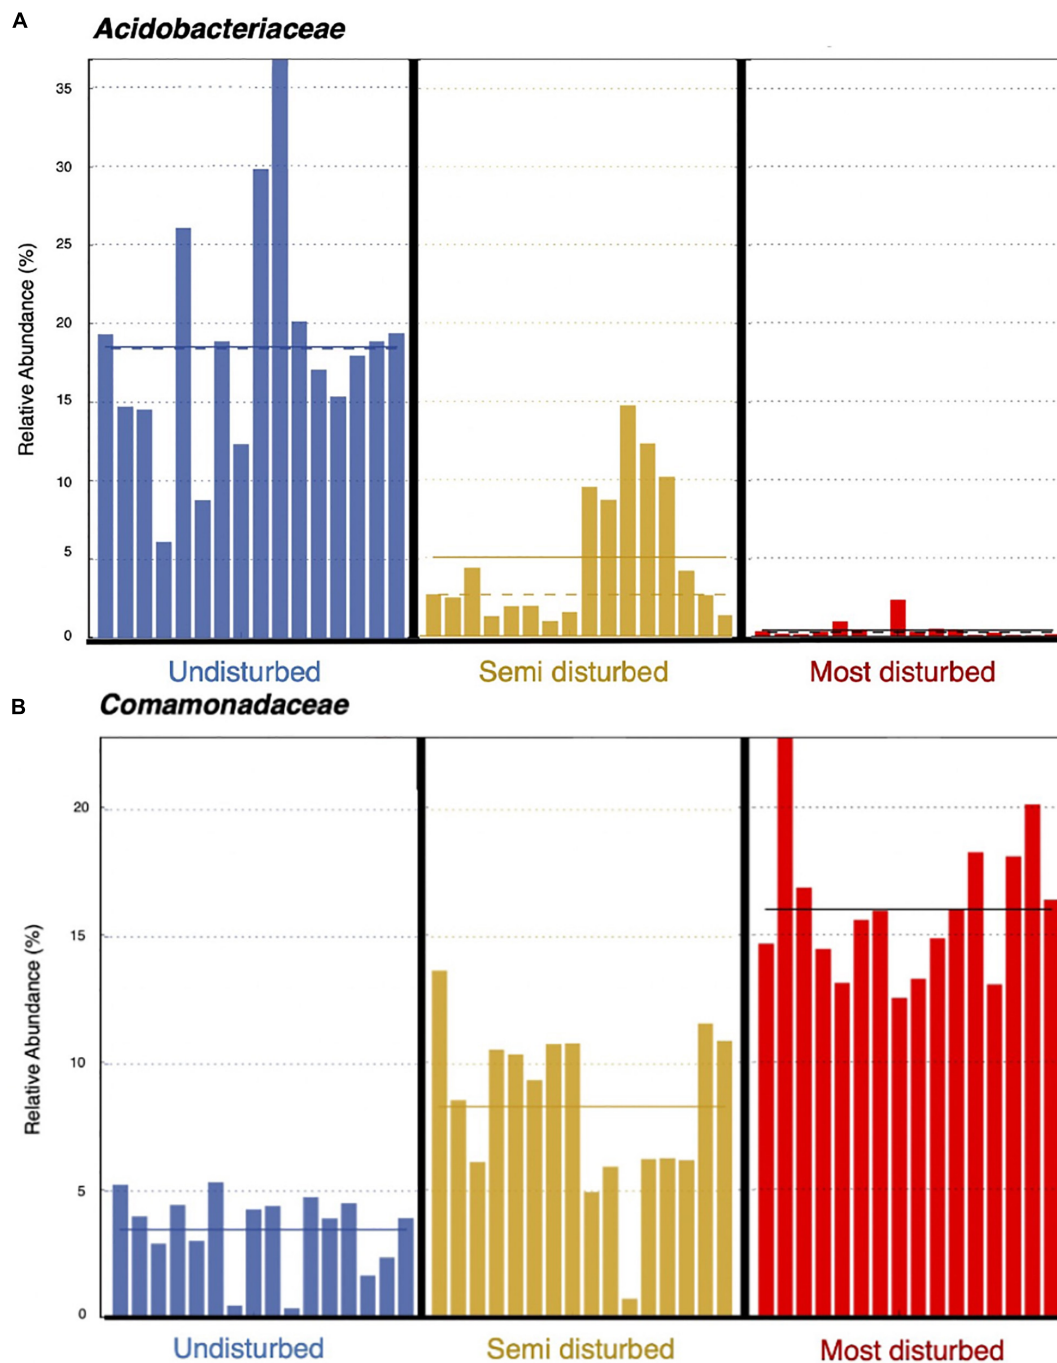 A
Acidobacteriaceae
Relative Abundance (%)
35
30
25
20
15
10
5
0
Undisturbed
Semi disturbed
Most disturbed
B
Comamonadaceae
Relative Abundance (%)
20
15
10
5
0
Undisturbed
Semi disturbed
Most disturbed